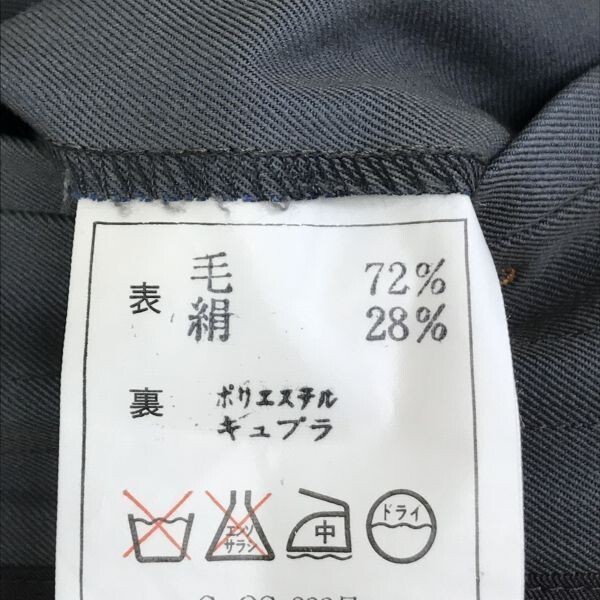 表 毛 72%
絹 28%
裏 ポリエステル
キュプラ
エンソ
サラシ
中
ドライ